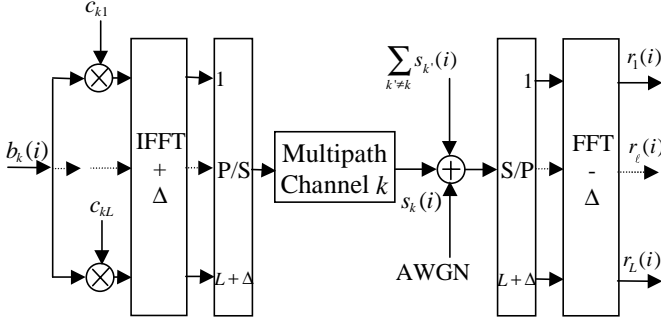 c_{k1}
b_k(i)
c_{kL}
IFFT
+
Δ
1
P/S
L+Δ
Multipath
Channel k
s_k(i)
∑_{k'≠k} s_{k'}(i)
+
AWGN
1
S/P
L+Δ
FFT
-
Δ
r_1(i)
r_ℓ(i)
r_L(i)